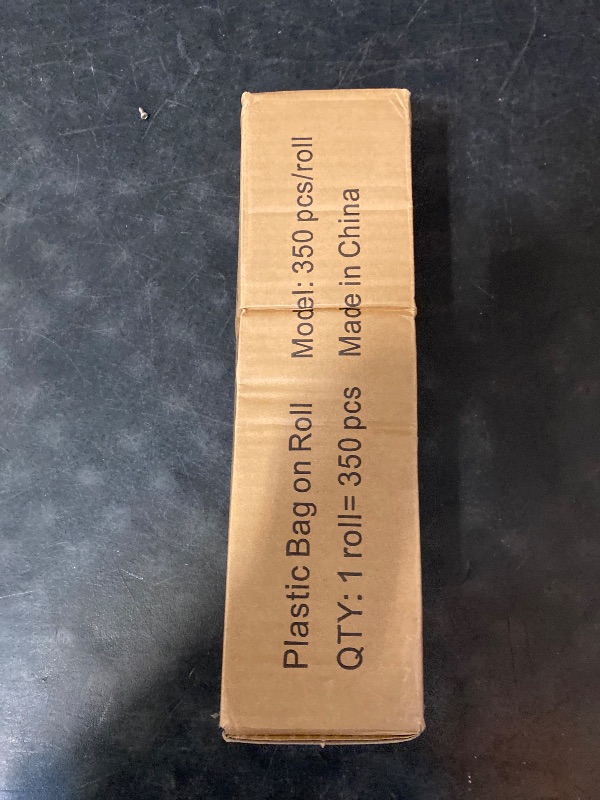 Plastic Bag on Roll Model: 350 pcs/roll
QTY: 1 roll= 350 pcs Made in China